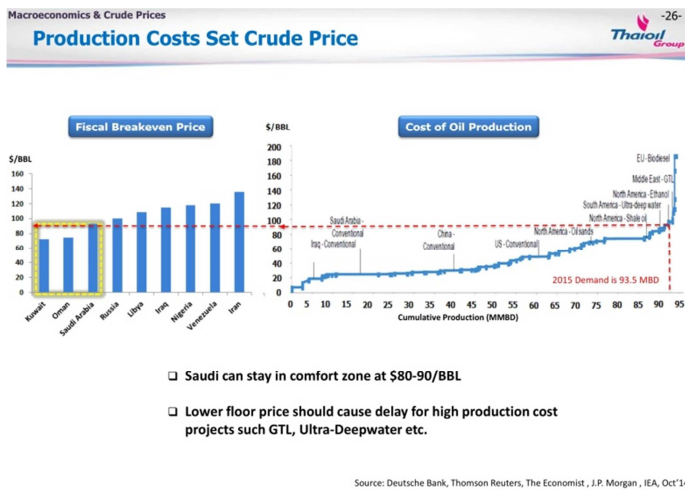 Macroeconomics & Crude Prices
-26-
Production Costs Set Crude Price
Thaioil
Group
Fiscal Breakeven Price
$/BBL
160
140
120
100
80
60
40
20
0
Kuwait
Oman
Saudi Arabia
Russia
Libya
Iraq
Nigeria
Venezuela
Iran
Cost of Oil Production
$/BBL
200
180
160
140
120
100
80
60
40
20
0
EU-Biodiesel
Middle East-GTL
North America-Ethanol
South America-Ultra-deep water
North America-Shale oil
North America-Oilsands
US-Conventional
China-
Conventional
Saudi Arabia-
Conventional
Iraq-Conventional
2015 Demand is 93.5 MBD
0 5 10 15 20 25 30 35 40 45 50 55 60 65 70 75 80 85 90 95
Cumulative Production (MMBD)
Saudi can stay in comfort zone at $80-90/BBL
Lower floor price should cause delay for high production cost
projects such GTL, Ultra-Deepwater etc.
Source: Deutsche Bank, Thomson Reuters, The Economist , J.P. Morgan , IEA, Oct'14